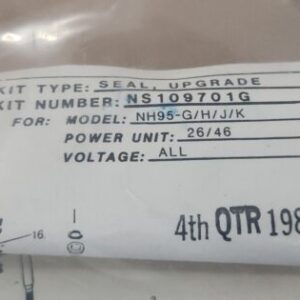 KIT TYPE: SEAL, UPGRADE
KIT NUMBER: NS109701G
FOR: MODEL: NH95-G/H/J/K
POWER UNIT: 26/46
VOLTAGE: ALL
4th QTR 198
16